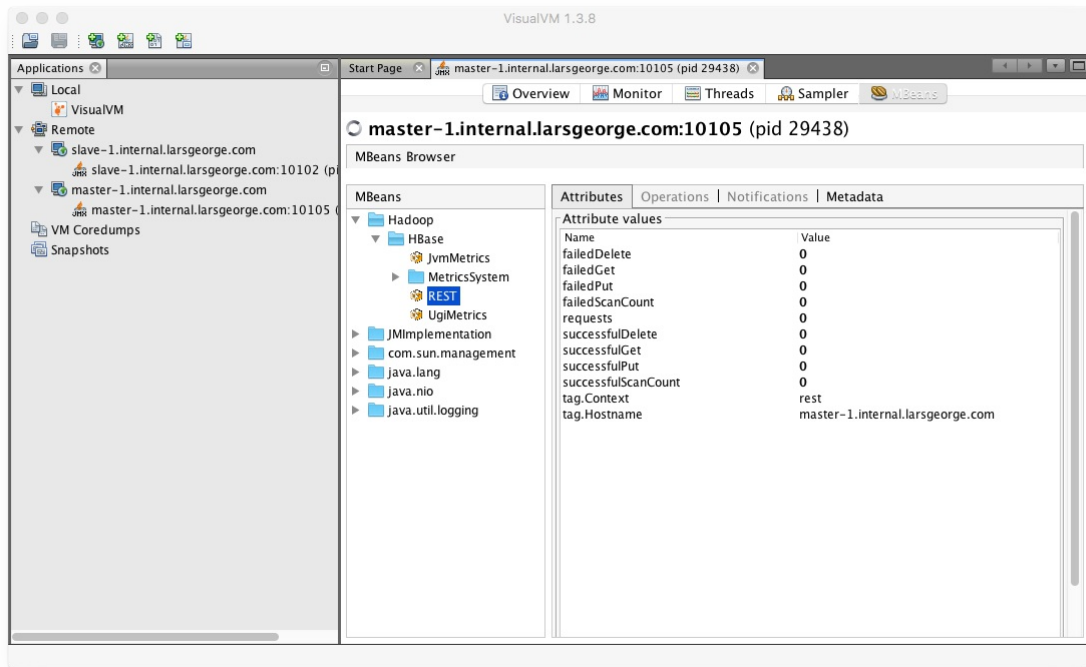 VisualVM 1.3.8
Applications
Local
VisualVM
Remote
slave-1.internal.larsgeorge.com
slave-1.internal.larsgeorge.com:10102 (pi
master-1.internal.larsgeorge.com
master-1.internal.larsgeorge.com:10105 (
VM Coredumps
Snapshots
Start Page master-1.internal.larsgeorge.com:10105 (pid 29438)
Overview Monitor Threads Sampler MBeans
master-1.internal.larsgeorge.com:10105 (pid 29438)
MBeans Browser
MBeans
Hadoop
HBase
JvmMetrics
MetricsSystem
REST
UgiMetrics
JMImplementation
com.sun.management
java.lang
java.nio
java.util.logging
Attributes Operations Notifications Metadata
Attribute values
Name Value
failedDelete 0
failedGet 0
failedPut 0
failedScanCount 0
requests 0
successfulDelete 0
successfulGet 0
successfulPut 0
successfulScanCount 0
tag.Context rest
tag.Hostname master-1.internal.larsgeorge.com